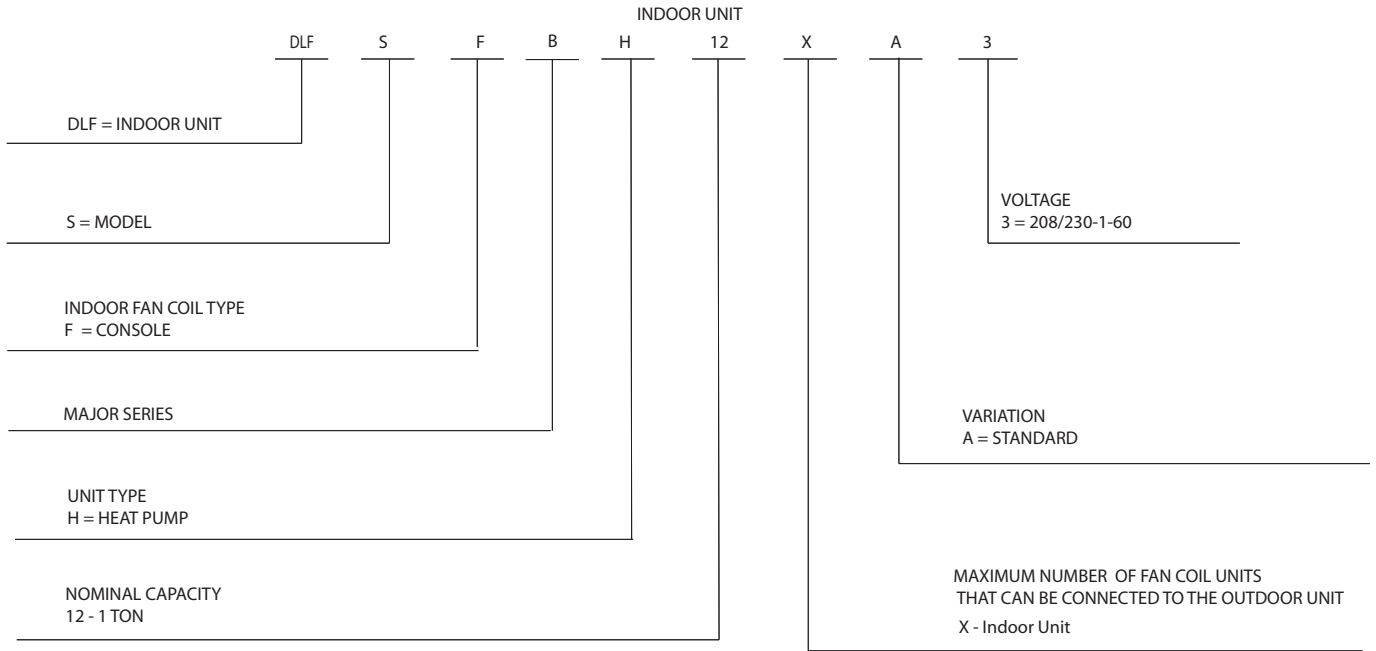 INDOOR UNIT
DLF S F B H 12 X A 3
DLF = INDOOR UNIT
S = MODEL
INDOOR FAN COIL TYPE
F = CONSOLE
MAJOR SERIES
UNIT TYPE
H = HEAT PUMP
NOMINAL CAPACITY
12 - 1 TON
VOLTAGE
3 = 208/230-1-60
VARIATION
A = STANDARD
MAXIMUM NUMBER OF FAN COIL UNITS
THAT CAN BE CONNECTED TO THE OUTDOOR UNIT
X - Indoor Unit